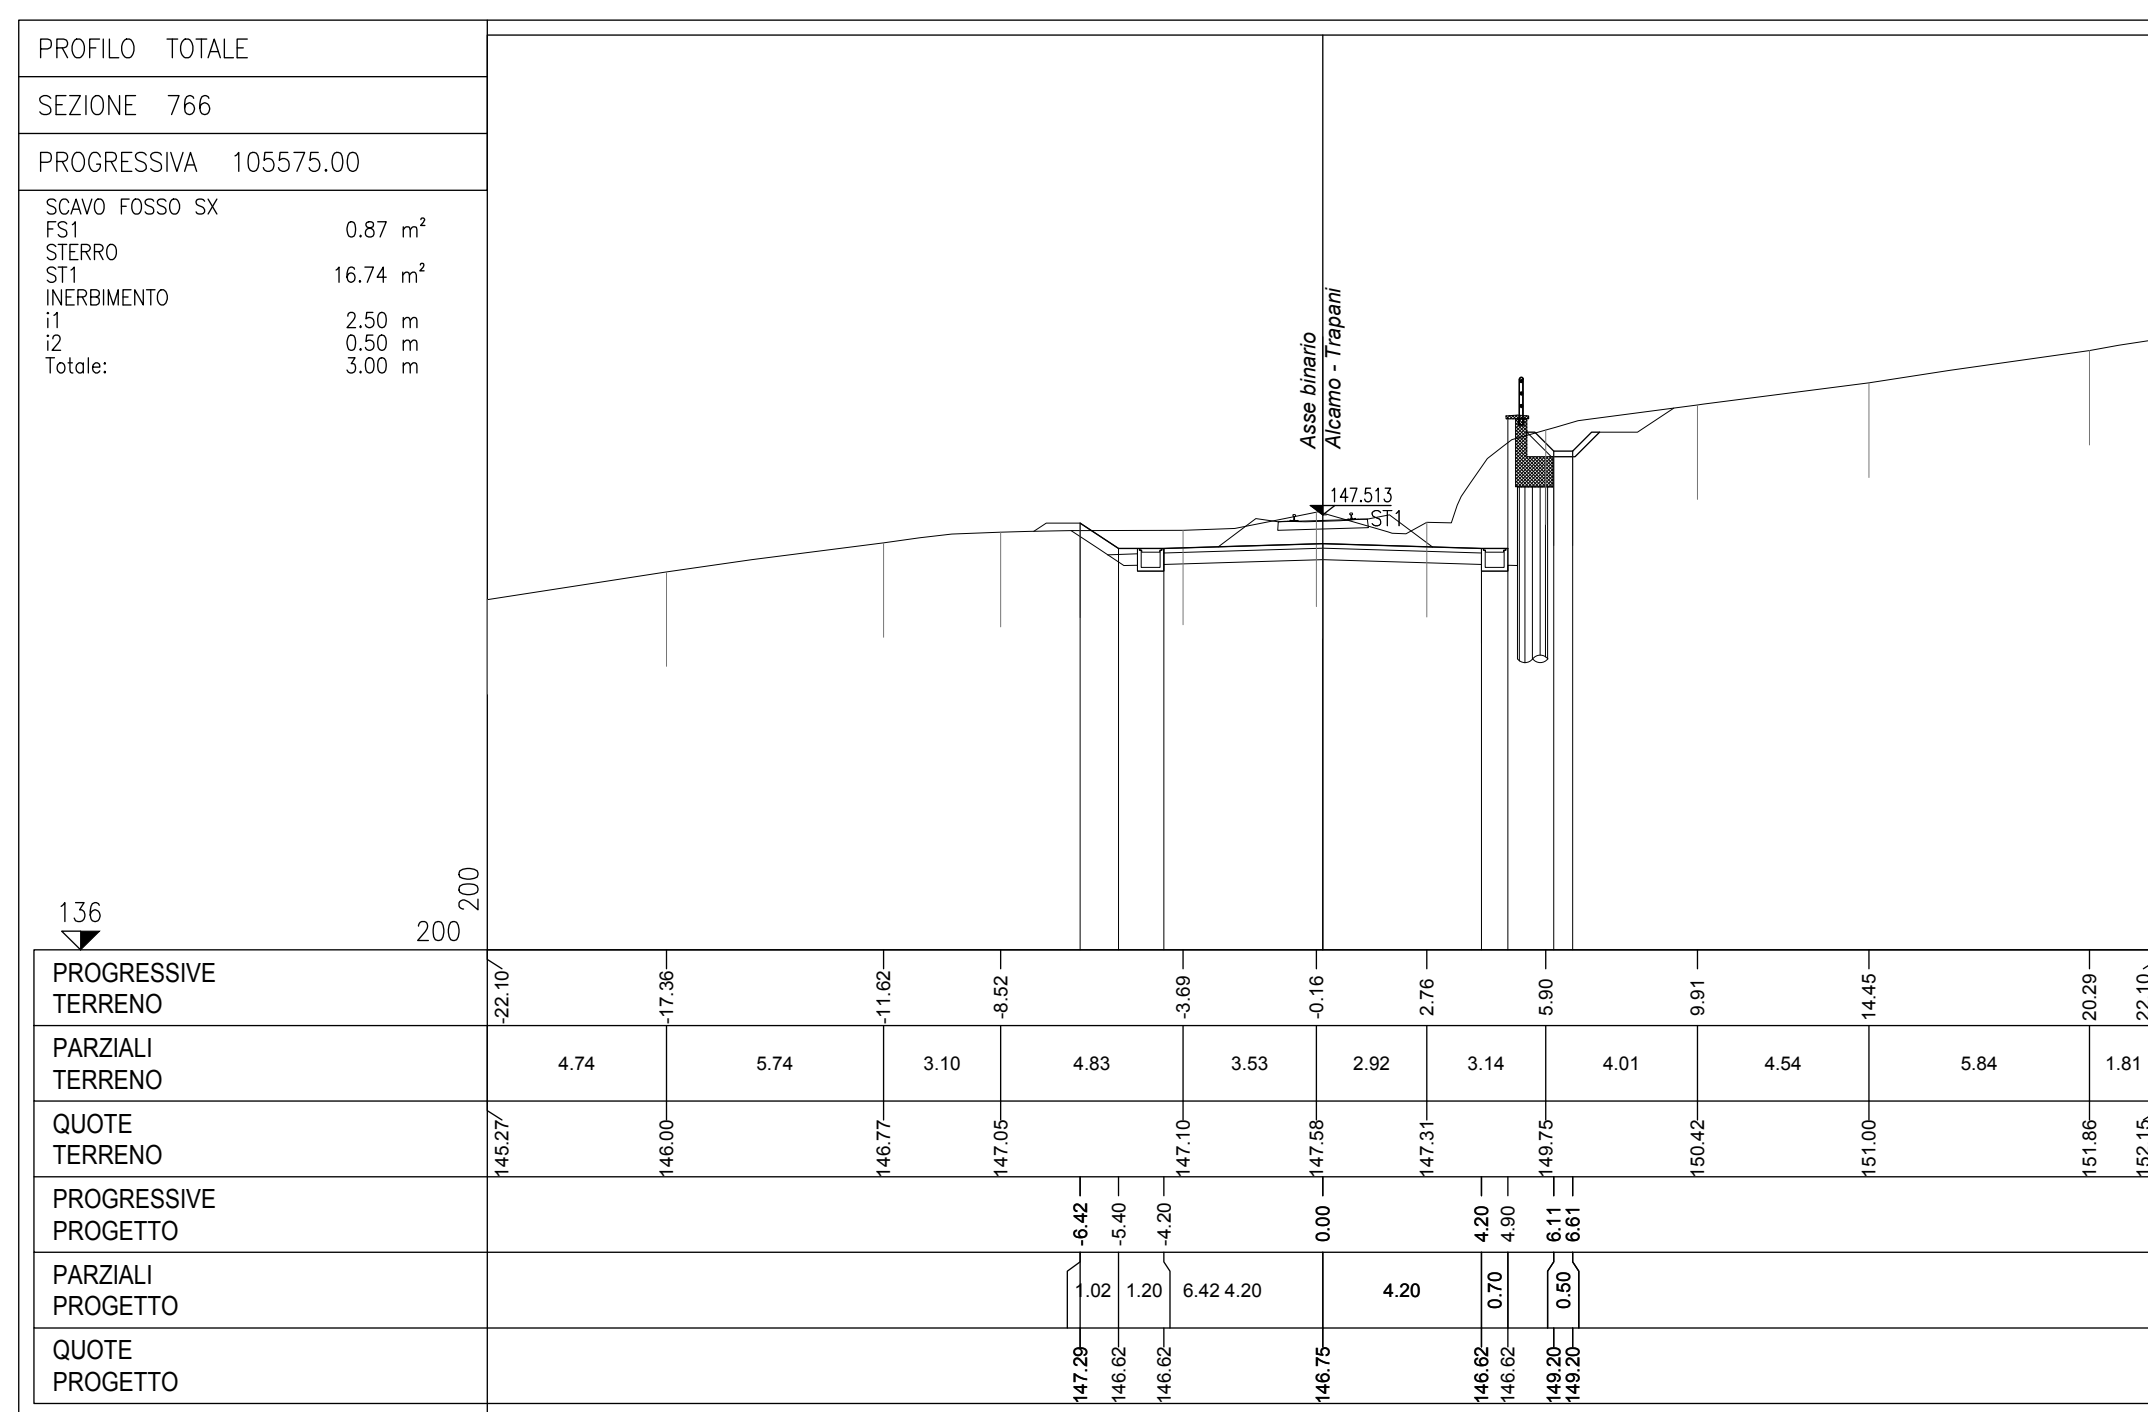 PROFILO TOTALE
SEZIONE 766
PROGRESSIVA 105575.00
SCAVO FOSSO SX
FS1 0.87 m²
STERRO
ST1 16.74 m²
INERBIMENTO
i1 2.50 m
i2 0.50 m
Totale: 3.00 m
Asse binario
Alcamo - Trapani
147.513
ST1
136
200
200
PROGRESSIVE
TERRENO
-22.10 -17.36 -11.62 -8.52 -3.69 -0.16 2.76 5.90 9.91 14.45 20.29 22.10
PARZIALI
TERRENO
4.74 5.74 3.10 4.83 3.53 2.92 3.14 4.01 4.54 5.84 1.81
QUOTE
TERRENO
145.27 146.00 146.77 147.05 147.10 147.58 147.31 149.75 150.42 151.00 151.86 152.15
PROGRESSIVE
PROGETTO
-6.42 -5.40 -4.20 0.00 4.20 4.90 6.11 6.61
PARZIALI
PROGETTO
1.02 1.20 6.42 4.20 4.20 0.70 0.50
QUOTE
PROGETTO
147.29 146.62 146.62 146.75 146.62 146.62 149.20 149.20